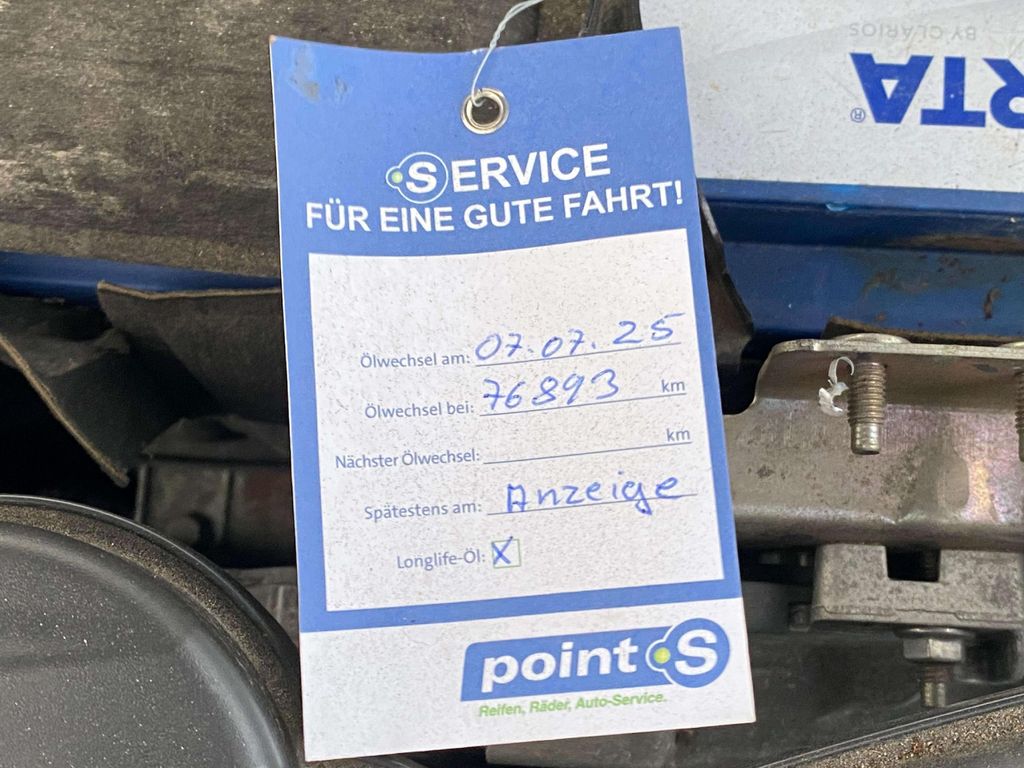 BY CLARIOS
RTA®
SERVICE
FÜR EINE GUTE FAHRT!
Ölwechsel am: 07.07.25
Ölwechsel bei: 76893 km
Nächster Ölwechsel: km
Spätestens am: Anzeige
Longlife-Öl: X
point S
Reifen, Räder, Auto-Service.